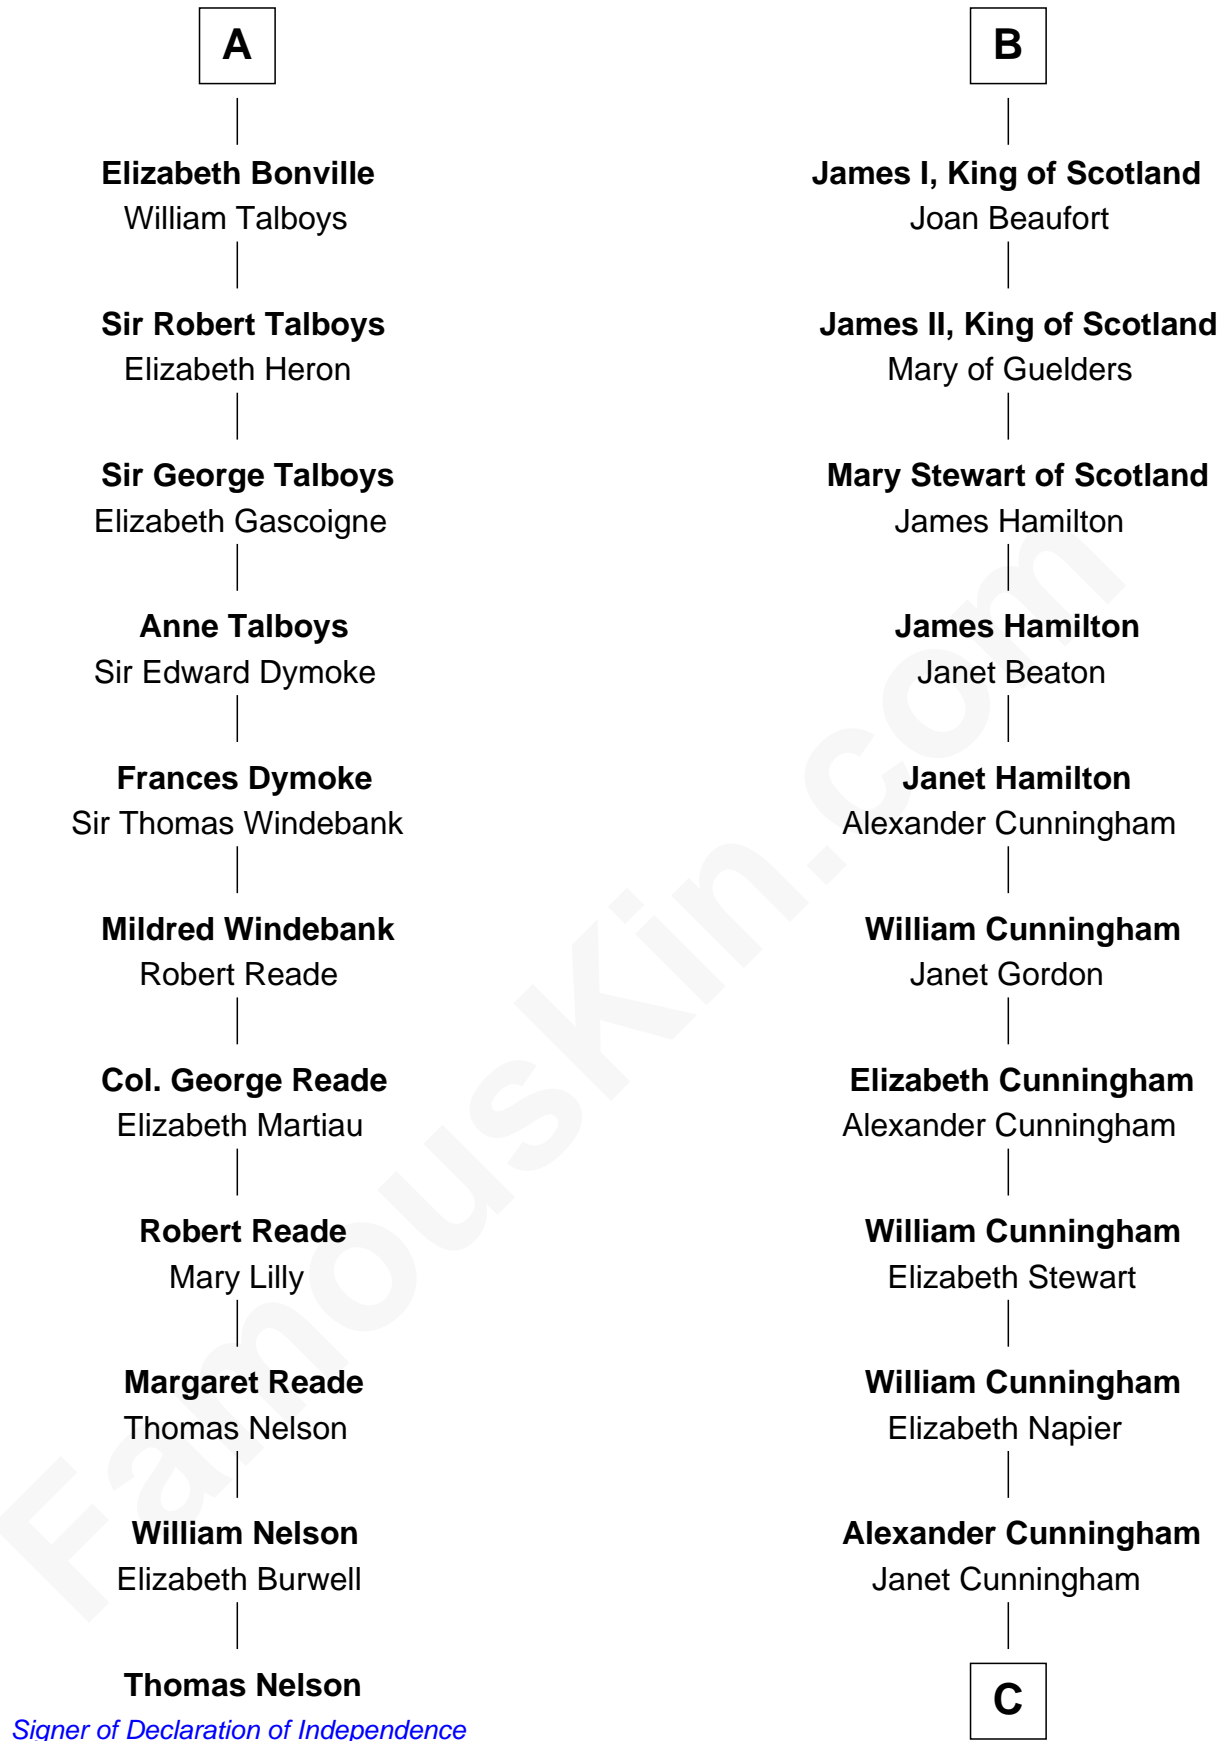 A
Elizabeth Bonville
William Talboys
Sir Robert Talboys
Elizabeth Heron
Sir George Talboys
Elizabeth Gascoigne
Anne Talboys
Sir Edward Dymoke
Frances Dymoke
Sir Thomas Windebank
Mildred Windebank
Robert Reade
Col. George Reade
Elizabeth Martiau
Robert Reade
Mary Lilly
Margaret Reade
Thomas Nelson
William Nelson
Elizabeth Burwell
Thomas Nelson
Signer of Declaration of Independence
B
James I, King of Scotland
Joan Beaufort
James II, King of Scotland
Mary of Guelders
Mary Stewart of Scotland
James Hamilton
James Hamilton
Janet Beaton
Janet Hamilton
Alexander Cunningham
William Cunningham
Janet Gordon
Elizabeth Cunningham
Alexander Cunningham
William Cunningham
Elizabeth Stewart
William Cunningham
Elizabeth Napier
Alexander Cunningham
Janet Cunningham
C
FamousKin.com